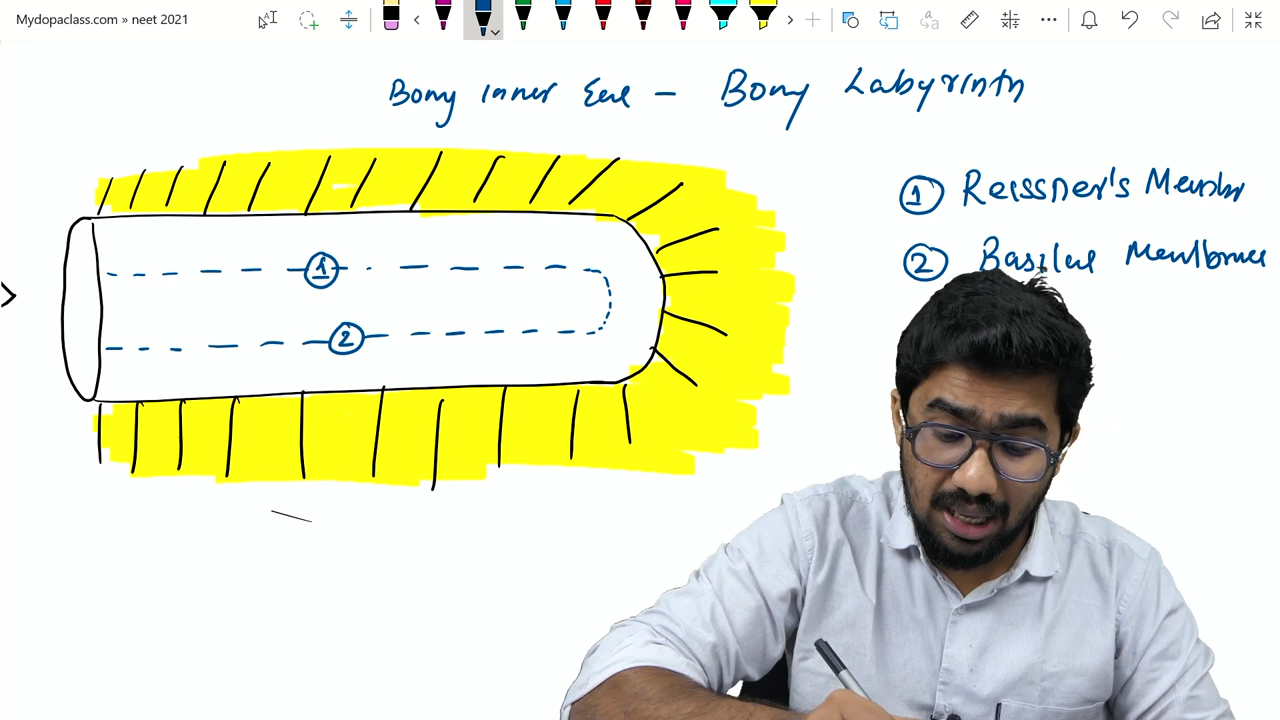 Mydopaclass.com » neet 2021
Bony inner Ear - Bony Labyrinth
① Reissner's Membr
② Basilar Membrane
1
2